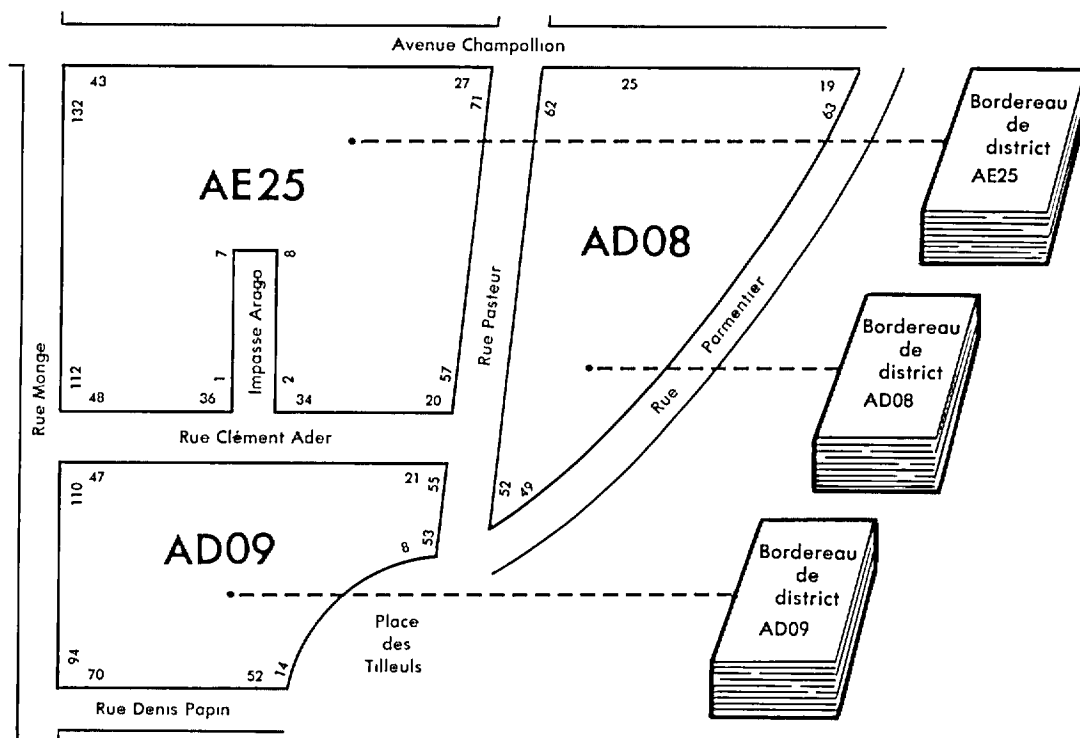 Avenue Champollion
43
27
25
19
132
71
62
63
Bordereau
de
district
AE25
AE25
AD08
7
8
Impasse Arago
Rue Pasteur
Rue Parmentier
Bordereau
de
district
AD08
Rue Monge
112
1
2
57
48
36
34
20
Rue Clément Ader
47
21
110
55
52
49
AD09
8
53
Bordereau
de
district
AD09
Place
des
Tilleuls
94
70
52
14
Rue Denis Papin